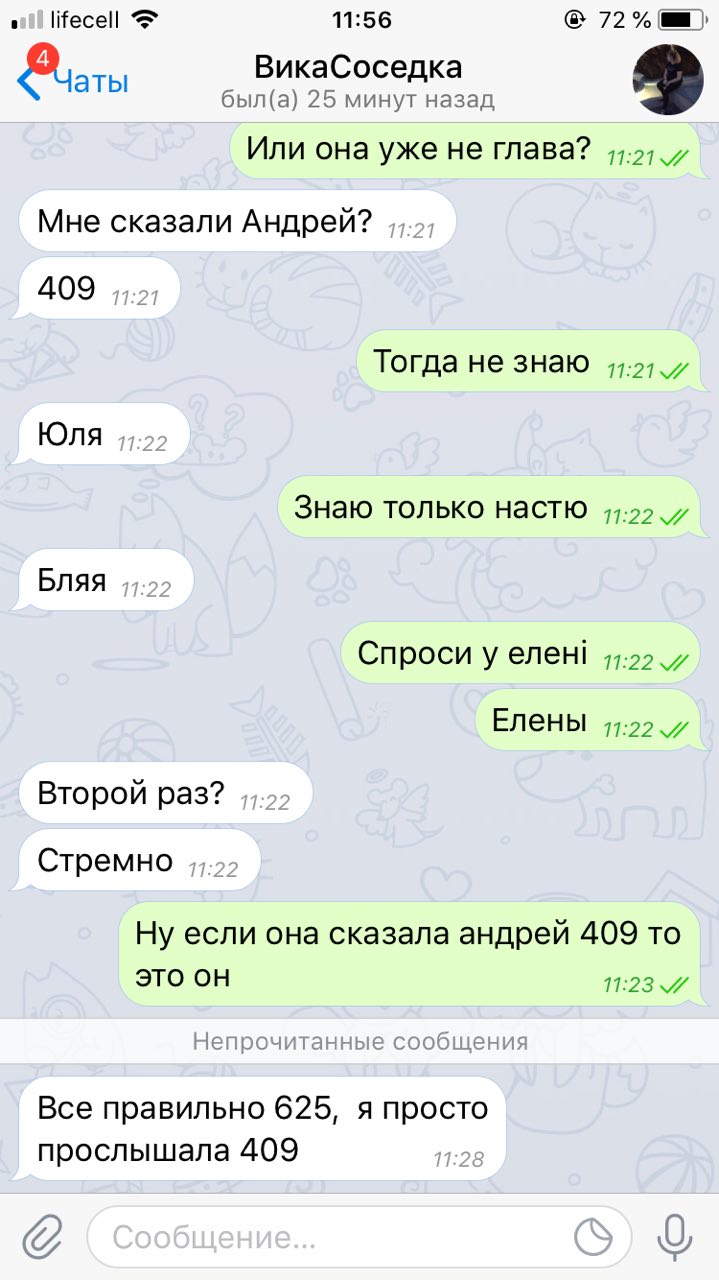 lifecell 11:56 72 %
4
Чаты
ВикаСоседка
был(а) 25 минут назад
Или она уже не глава? 11:21
Мне сказали Андрей? 11:21
409 11:21
Тогда не знаю 11:21
Юля 11:22
Знаю только настю 11:22
Бляя 11:22
Спроси у елені 11:22
Елены 11:22
Второй раз? 11:22
Стремно 11:22
Ну если она сказала андрей 409 то
это он 11:23
Непрочитанные сообщения
Все правильно 625, я просто
прослышала 409 11:28
Сообщение...